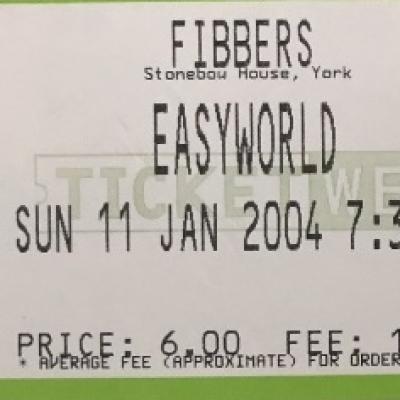 FIBBERS
Stonebow House, York
EASYWORLD
TICKETWE
SUN 11 JAN 2004 7:3
PRICE: 6.00 FEE: 1
* AVERAGE FEE (APPROXIMATE) FOR ORDER